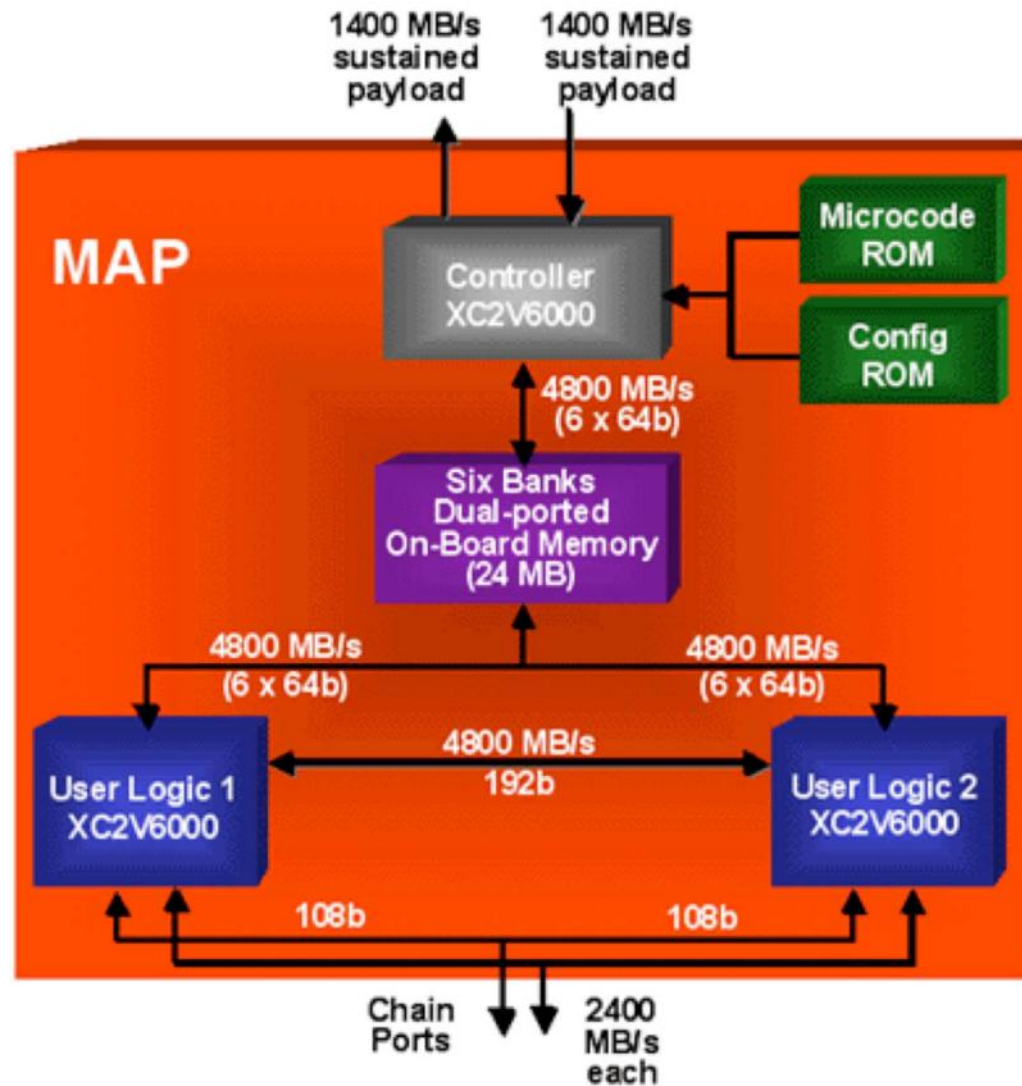 1400 MB/s
sustained
payload
1400 MB/s
sustained
payload
MAP
Controller
XC2V6000
Microcode
ROM
Config
ROM
4800 MB/s
(6 x 64b)
Six Banks
Dual-ported
On-Board Memory
(24 MB)
4800 MB/s
(6 x 64b)
4800 MB/s
(6 x 64b)
User Logic 1
XC2V6000
4800 MB/s
192b
User Logic 2
XC2V6000
108b
108b
Chain
Ports
2400
MB/s
each